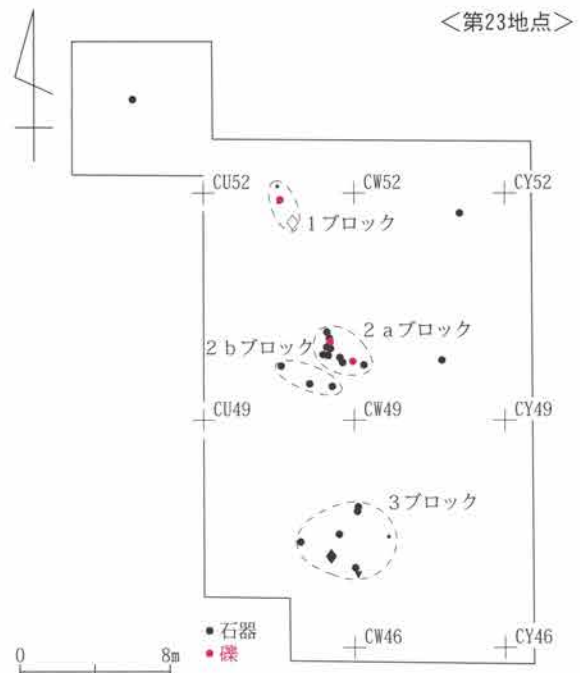 <第23地点>
CU52
CW52
CY52
1ブロック
2aブロック
2bブロック
CU49
CW49
CY49
3ブロック
石器
礫
CW46
CY46
0
8m